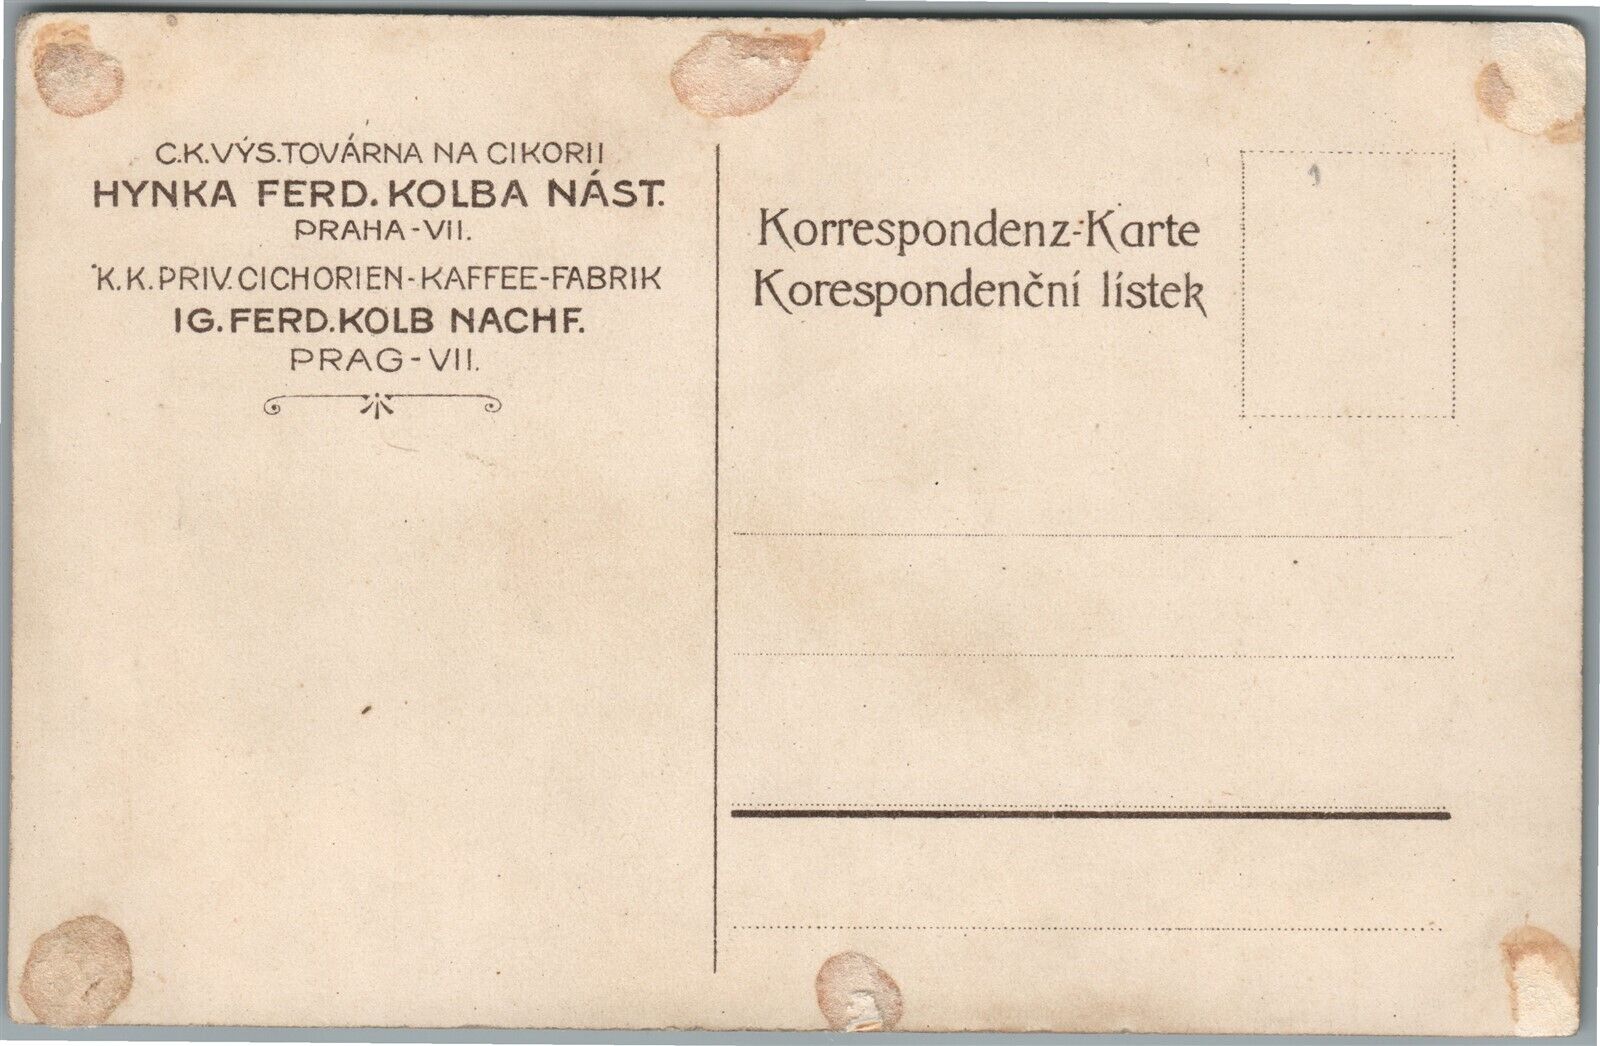 C.K.VÝS.TOVÁRNA NA CIKORII
HYNKA FERD. KOLBA NÁST.
PRAHA-VII.
K.K.PRIV.CICHORIEN-KAFFEE-FABRIK
IG.FERD.KOLB NACHF.
PRAG-VII.
Korrespondenz-Karte
Korespondenční lístek